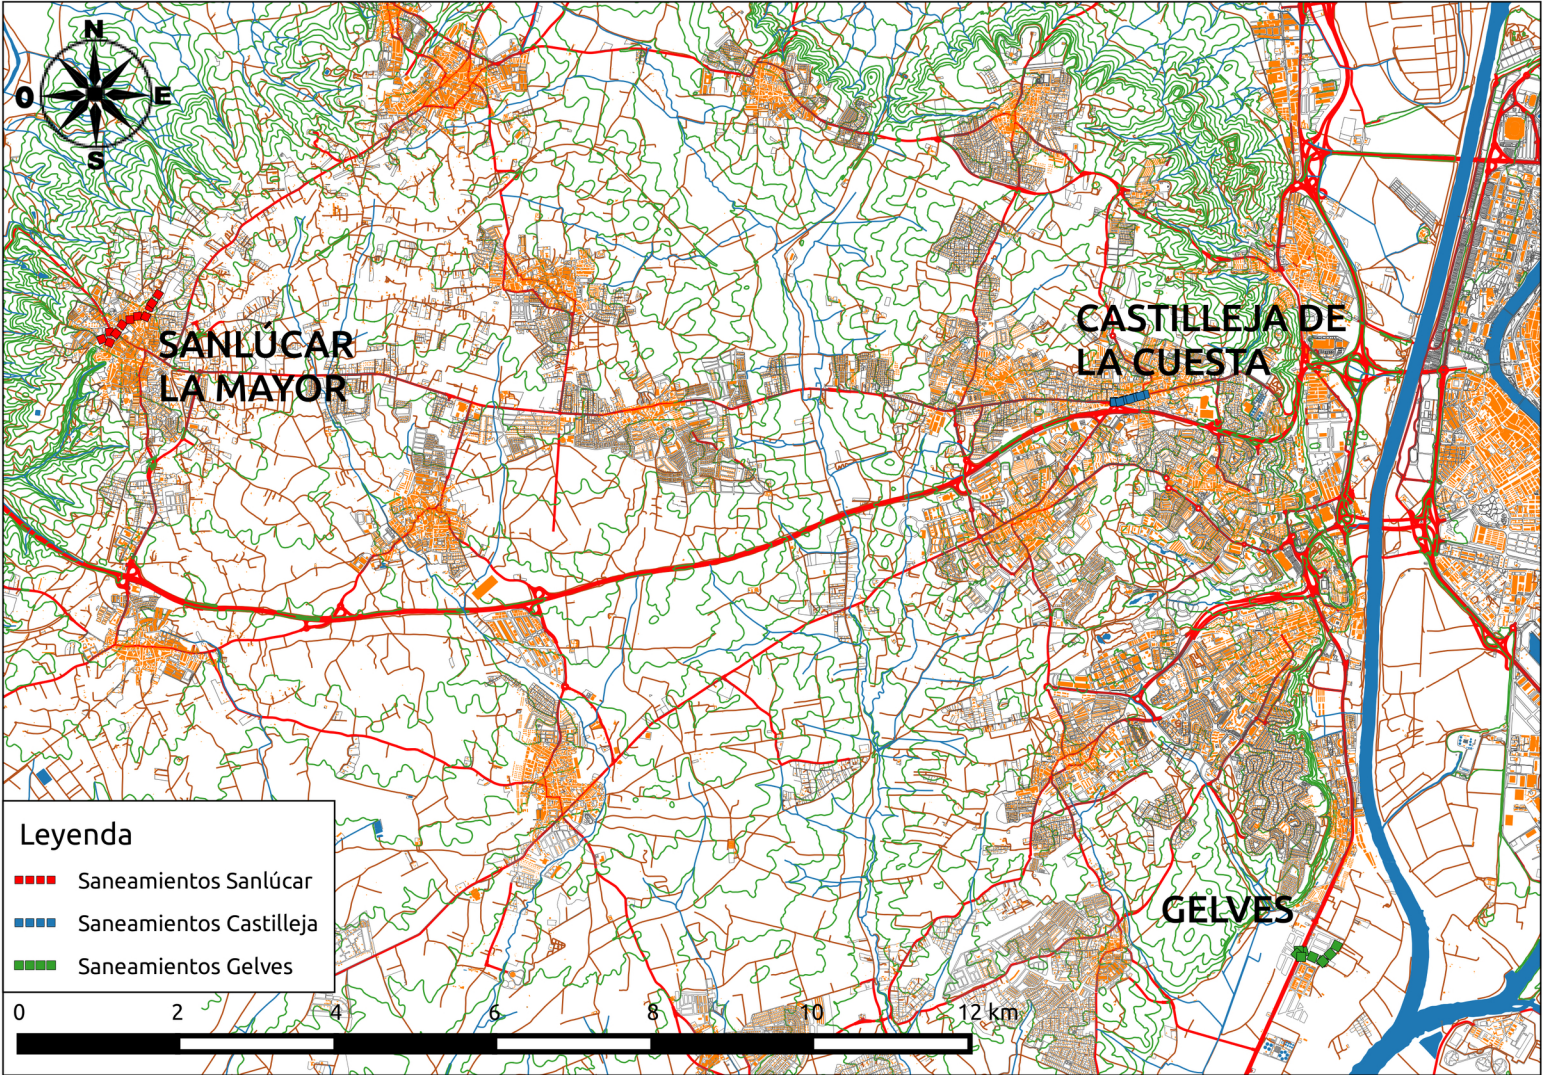 N
O
E
S
SANLÚCAR
LA MAYOR
CASTILLEJA DE
LA CUESTA
GELVES
Leyenda
Saneamientos Sanlúcar
Saneamientos Castilleja
Saneamientos Gelves
0 2 4 6 8 10 12 km